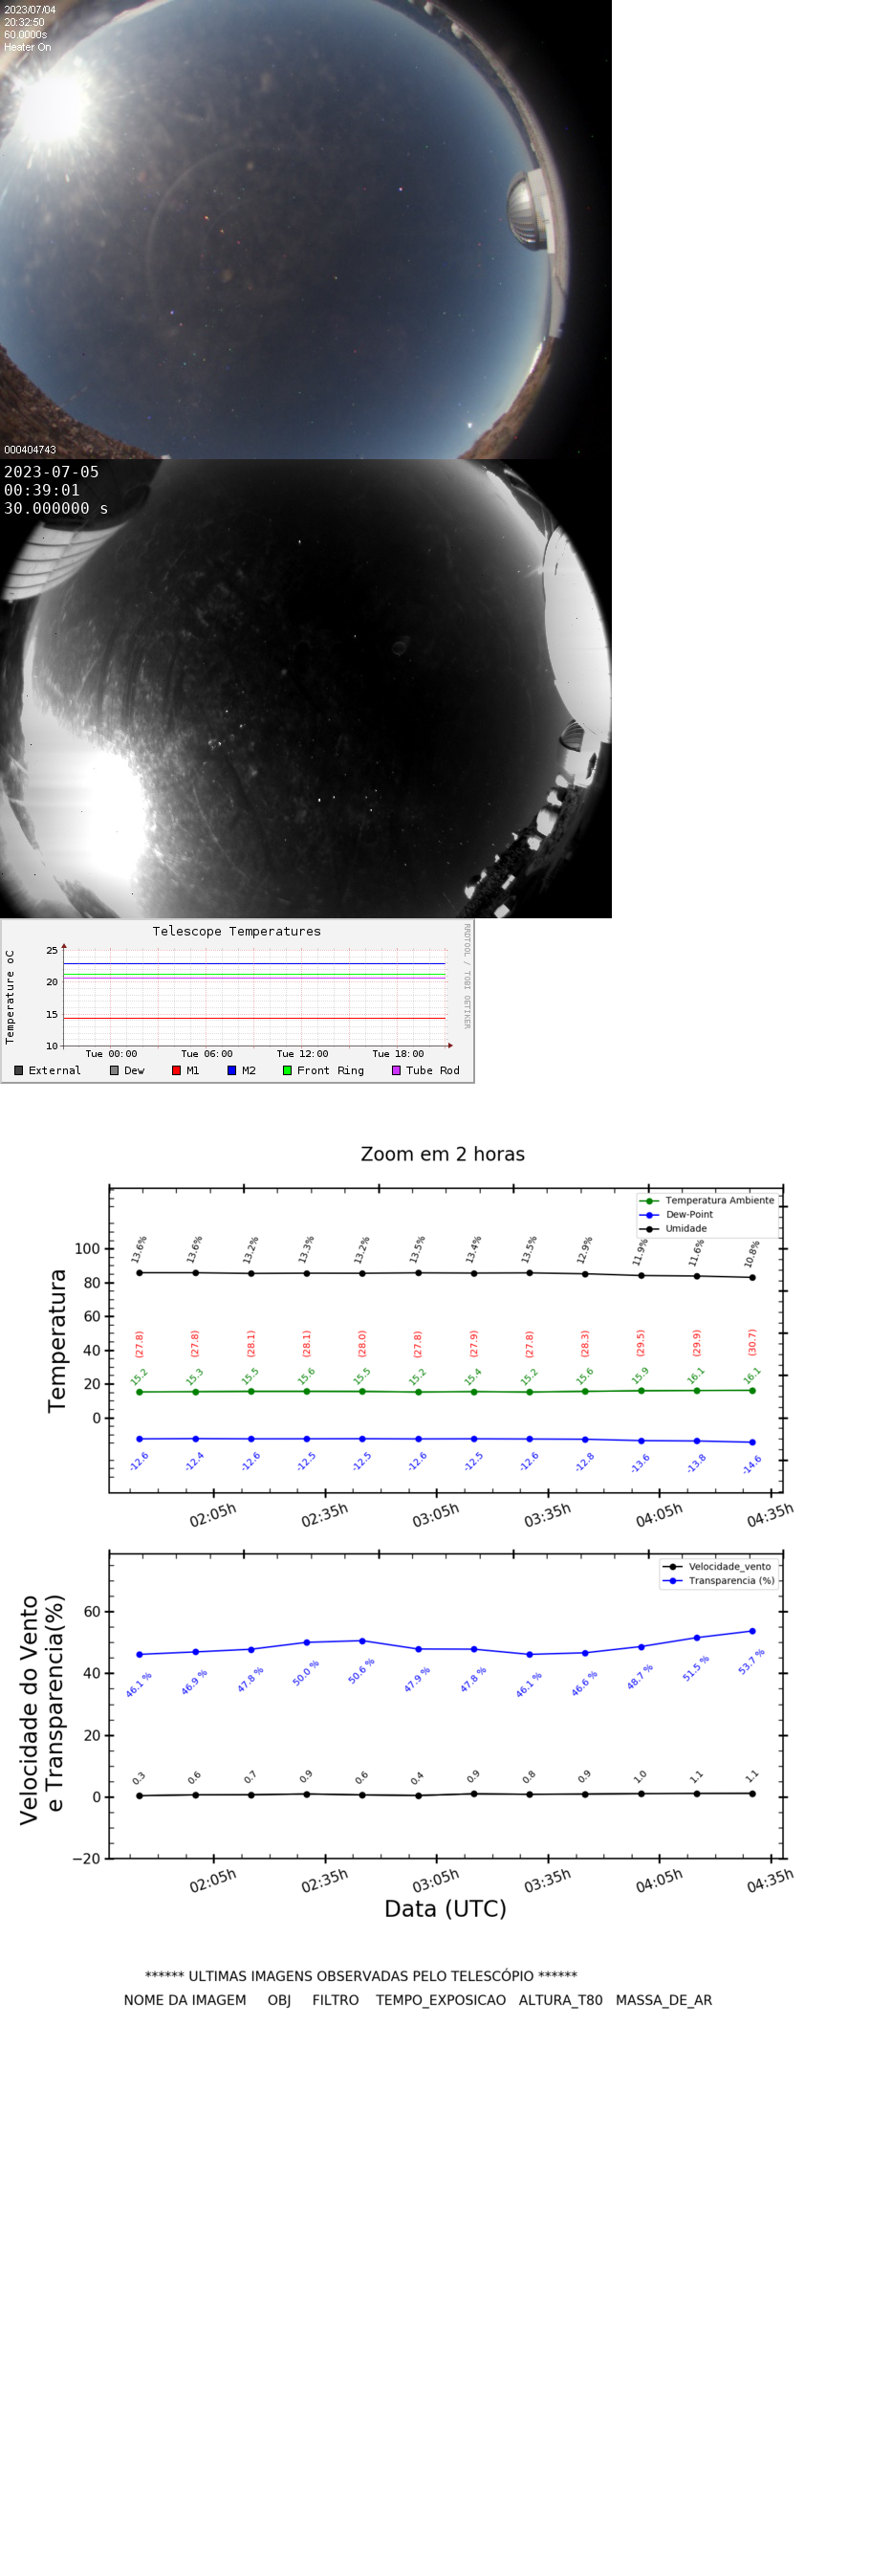 2023/07/04
20:32:50
60.0000s
Heater On
000404743
2023-07-05
00:39:01
30.000000 s
Telescope Temperatures
RRDTOOL / TOBI OETIKER
Temperature oC
25
20
15
10
Tue 00:00 Tue 06:00 Tue 12:00 Tue 18:00
External Dew M1 M2 Front Ring Tube Rod
Zoom em 2 horas
Temperatura Ambiente
Dew-Point
Umidade
Temperatura
100
80
60
40
20
0
13.6% 13.6% 13.2% 13.3% 13.2% 13.5% 13.4% 13.5% 12.9% 11.9% 11.6% 10.8%
(27.8) (27.8) (28.1) (28.1) (28.0) (27.8) (27.9) (27.8) (28.3) (29.5) (29.9) (30.7)
15.2 15.3 15.5 15.6 15.5 15.2 15.4 15.2 15.6 15.9 16.1 16.1
-12.6 -12.4 -12.6 -12.5 -12.5 -12.6 -12.5 -12.6 -12.8 -13.6 -13.8 -14.6
02:05h 02:35h 03:05h 03:35h 04:05h 04:35h
Velocidade_vento
Transparencia (%)
Velocidade do Vento
e Transparencia(%)
60
40
20
0
−20
46.1 % 46.9 % 47.8 % 50.0 % 50.6 % 47.9 % 47.8 % 46.1 % 46.6 % 48.7 % 51.5 % 53.7 %
0.3 0.6 0.7 0.9 0.6 0.4 0.9 0.8 0.9 1.0 1.1 1.1
02:05h 02:35h 03:05h 03:35h 04:05h 04:35h
Data (UTC)
****** ULTIMAS IMAGENS OBSERVADAS PELO TELESCÓPIO ******
NOME DA IMAGEM OBJ FILTRO TEMPO_EXPOSICAO ALTURA_T80 MASSA_DE_AR